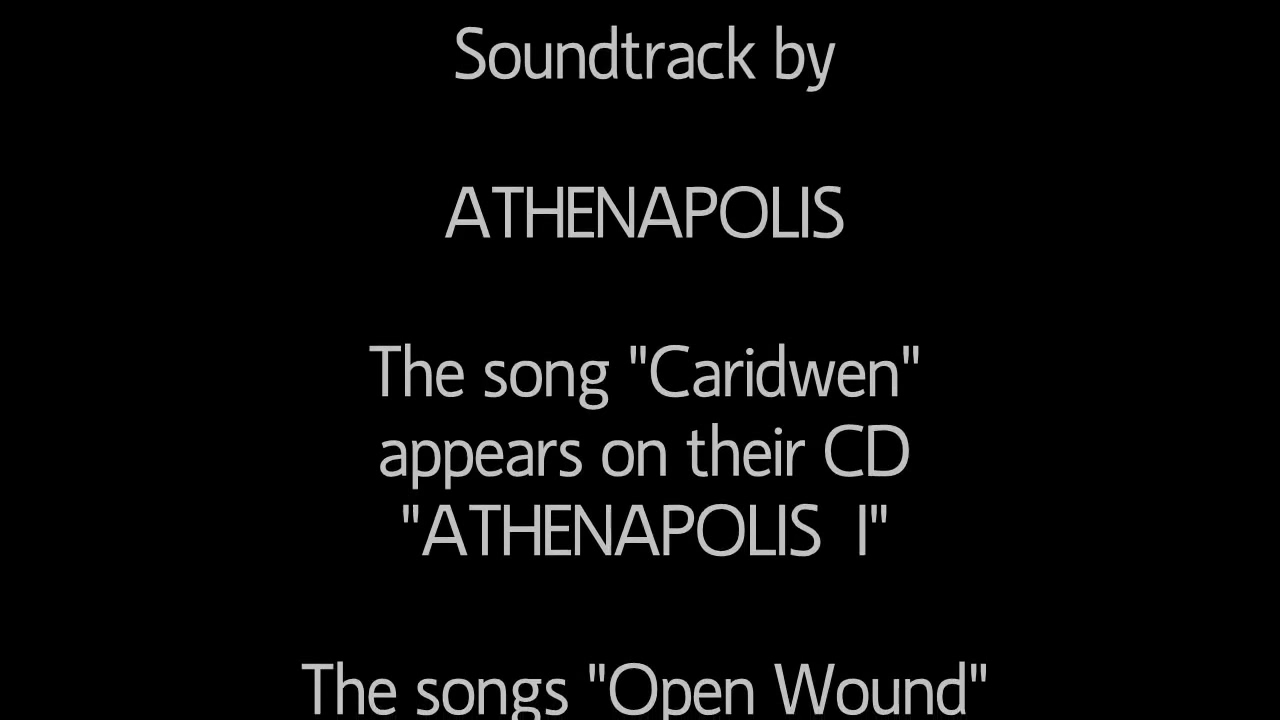 Soundtrack by
ATHENAPOLIS
The song "Caridwen"
appears on their CD
"ATHENAPOLIS  I"
The songs "Open Wound"